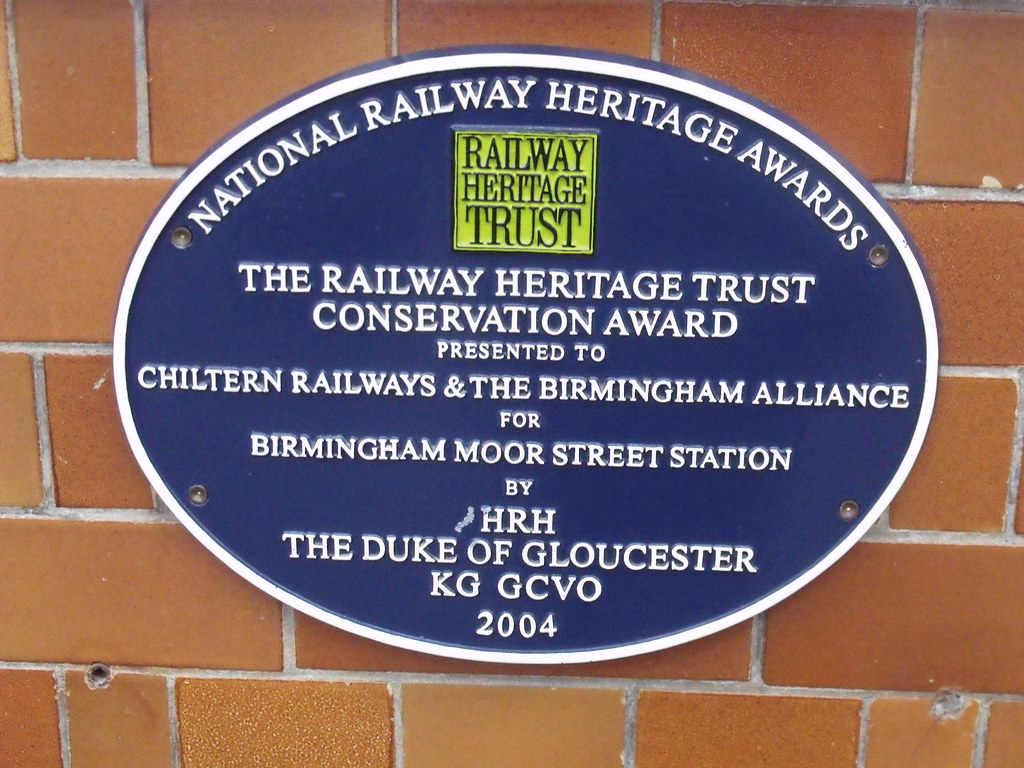 NATIONAL RAILWAY HERITAGE AWARDS
RAILWAY
HERITAGE
TRUST
THE RAILWAY HERITAGE TRUST
CONSERVATION AWARD
PRESENTED TO
CHILTERN RAILWAYS & THE BIRMINGHAM ALLIANCE
FOR
BIRMINGHAM MOOR STREET STATION
BY
HRH
THE DUKE OF GLOUCESTER
KG GCVO
2004